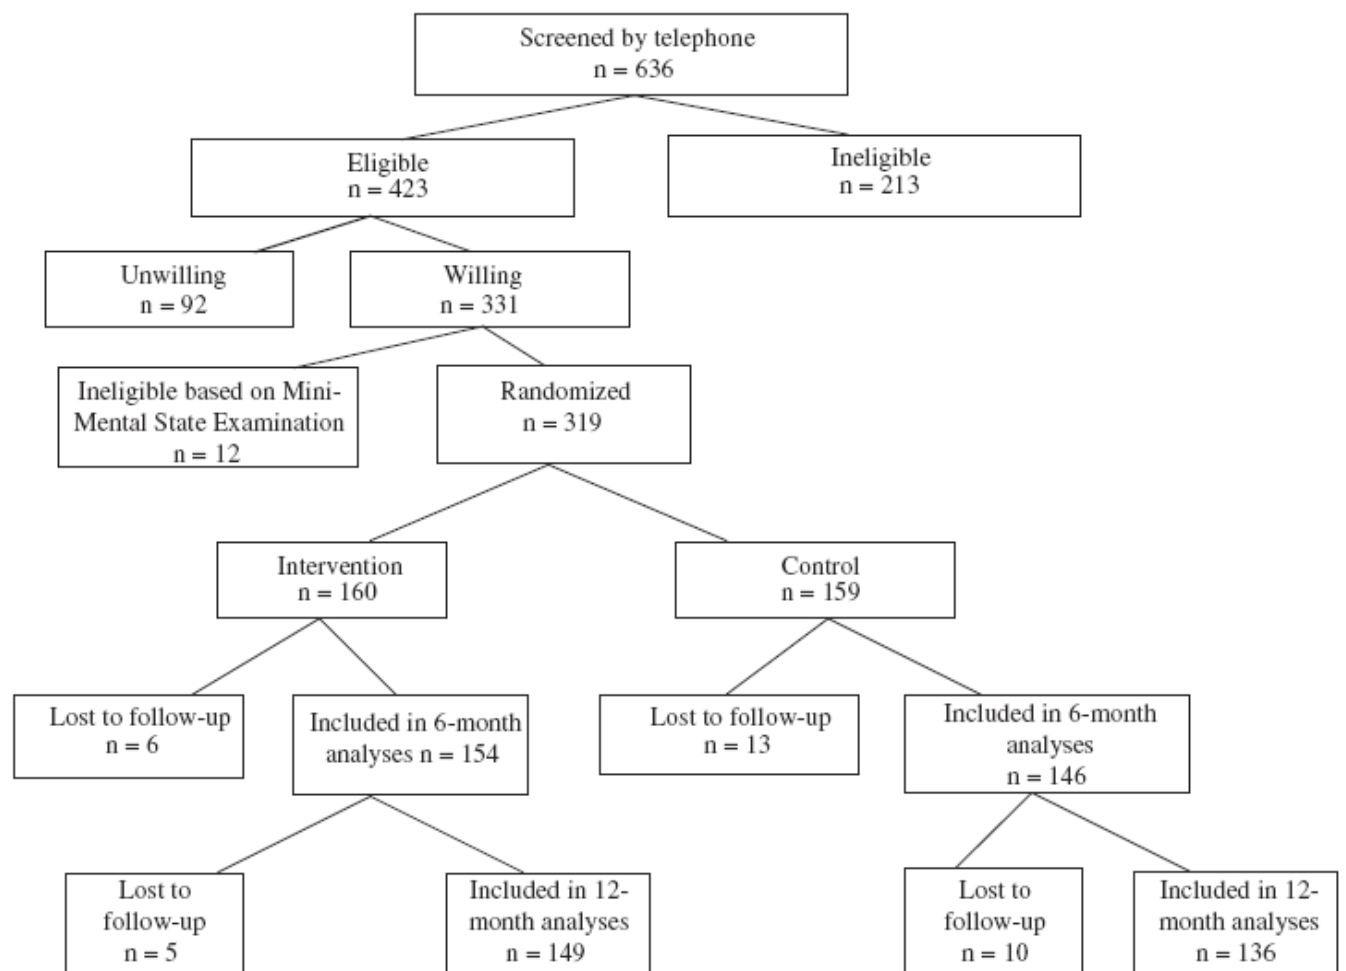 Screened by telephone
n = 636
Eligible
n = 423
Ineligible
n = 213
Unwilling
n = 92
Willing
n = 331
Ineligible based on Mini-
Mental State Examination
n = 12
Randomized
n = 319
Intervention
n = 160
Control
n = 159
Lost to follow-up
n = 6
Included in 6-month
analyses n = 154
Lost to follow-up
n = 13
Included in 6-month
analyses
n = 146
Lost to
follow-up
n = 5
Included in 12-
month analyses
n = 149
Lost to
follow-up
n = 10
Included in 12-
month analyses
n = 136